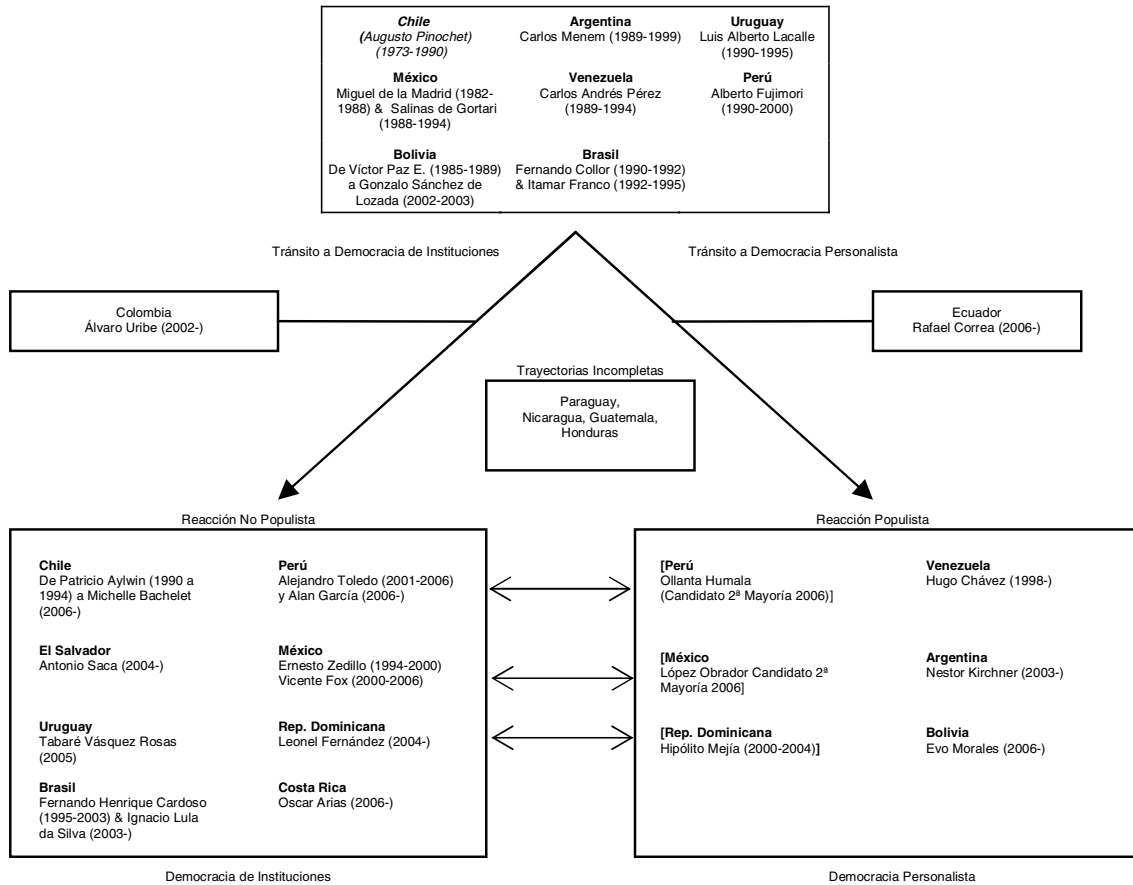 Chile
(Augusto Pinochet)
(1973-1990)
Argentina
Carlos Menem (1989-1999)
Uruguay
Luis Alberto Lacalle
(1990-1995)
México
Miguel de la Madrid (1982-
1988) & Salinas de Gortari
(1988-1994)
Venezuela
Carlos Andrés Pérez
(1989-1994)
Perú
Alberto Fujimori
(1990-2000)
Bolivia
De Víctor Paz E. (1985-1989)
a Gonzalo Sánchez de
Lozada (2002-2003)
Brasil
Fernando Collor (1990-1992)
& Itamar Franco (1992-1995)
Tránsito a Democracia de Instituciones
Tránsito a Democracia Personalista
Colombia
Álvaro Uribe (2002-)
Ecuador
Rafael Correa (2006-)
Trayectorias Incompletas
Paraguay,
Nicaragua, Guatemala,
Honduras
Reacción No Populista
Chile
De Patricio Aylwin (1990 a
1994) a Michelle Bachelet
(2006-)
Perú
Alejandro Toledo (2001-2006)
y Alan García (2006-)
El Salvador
Antonio Saca (2004-)
México
Ernesto Zedillo (1994-2000)
Vicente Fox (2000-2006)
Uruguay
Tabaré Vásquez Rosas
(2005)
Rep. Dominicana
Leonel Fernández (2004-)
Brasil
Fernando Henrique Cardoso
(1995-2003) & Ignacio Lula
da Silva (2003-)
Costa Rica
Oscar Arias (2006-)
Democracia de Instituciones
Reacción Populista
[Perú
Ollanta Humala
(Candidato 2ª Mayoría 2006)]
Venezuela
Hugo Chávez (1998-)
[México
López Obrador Candidato 2ª
Mayoría 2006]
Argentina
Nestor Kirchner (2003-)
[Rep. Dominicana
Hipólito Mejía (2000-2004)]
Bolivia
Evo Morales (2006-)
Democracia Personalista